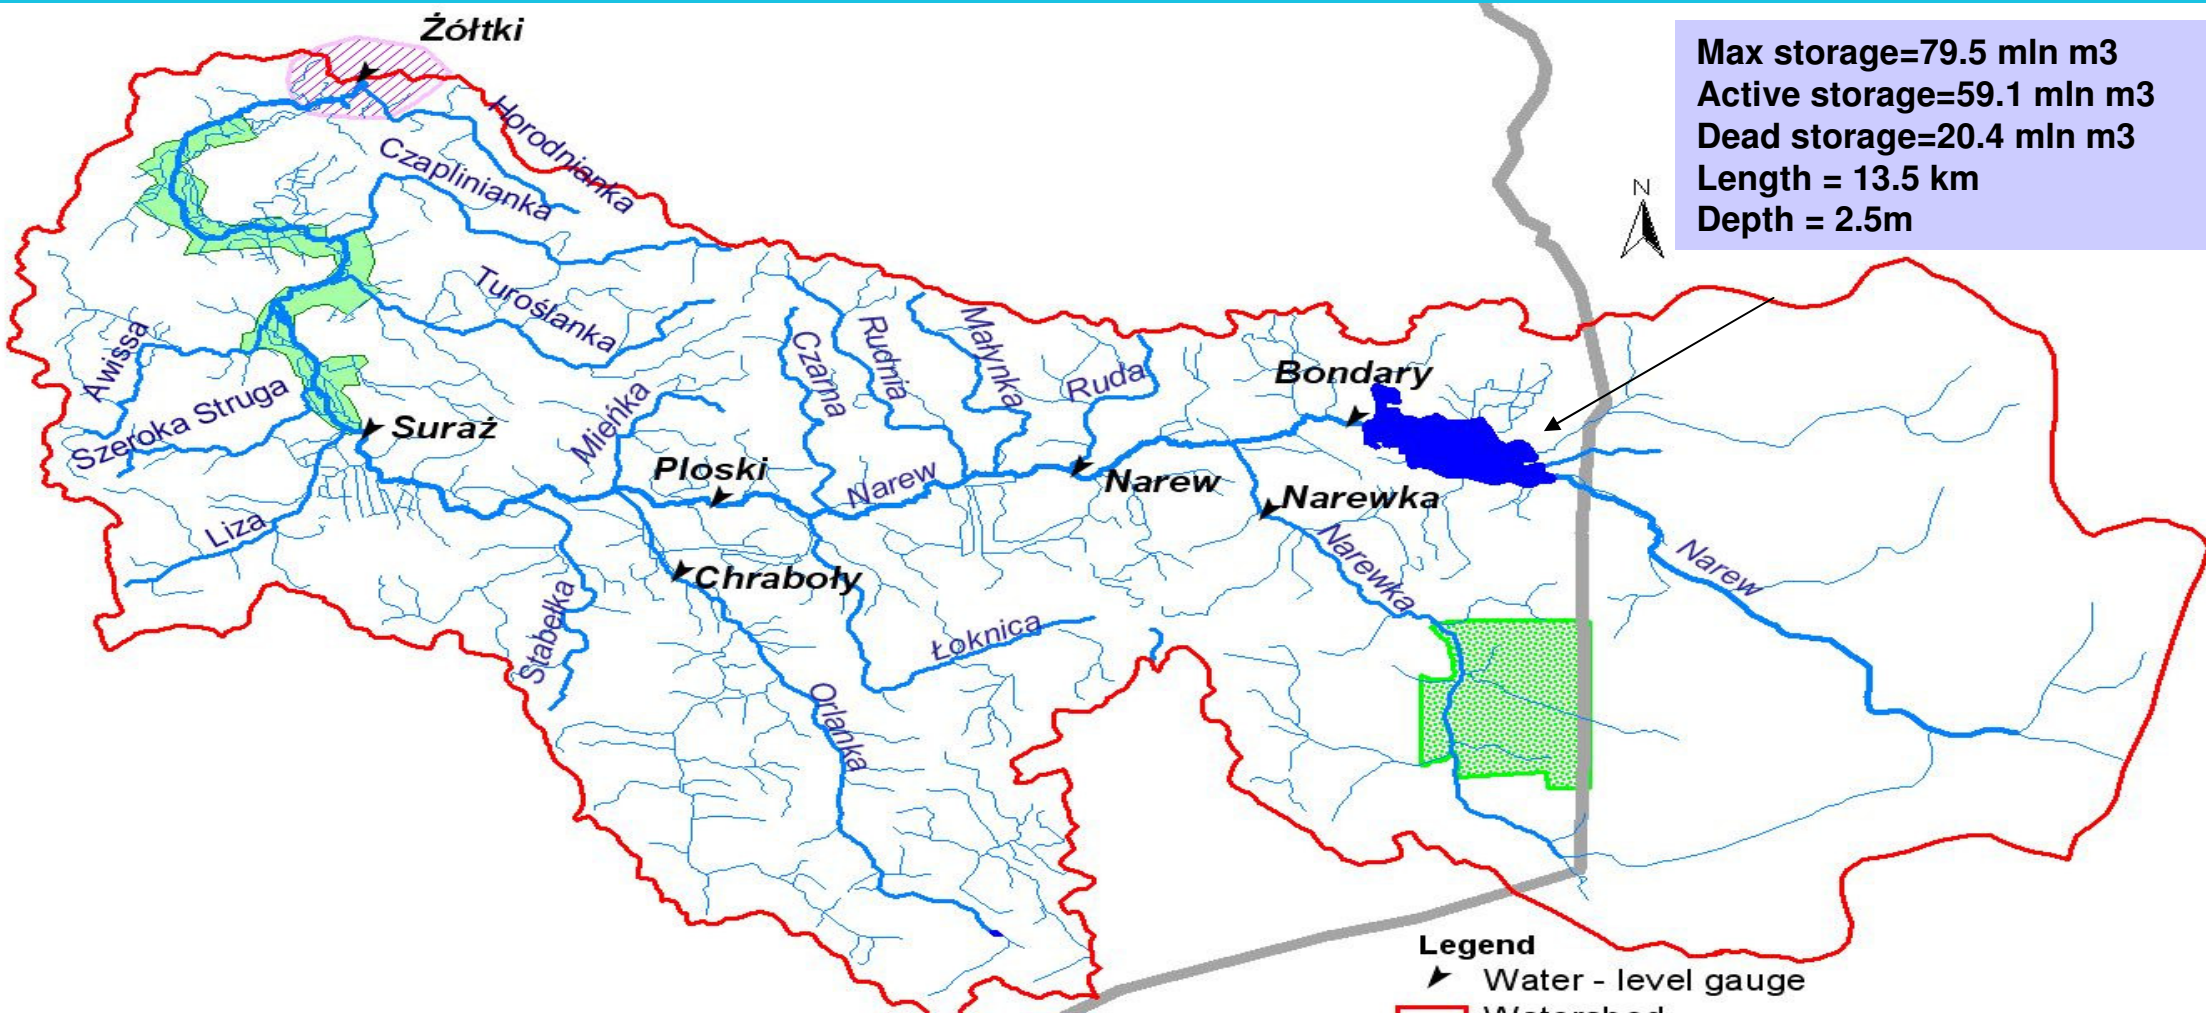 Żółtki
Max storage=79.5 mln m3
Active storage=59.1 mln m3
Dead storage=20.4 mln m3
Length = 13.5 km
Depth = 2.5m
N
Horodnianka
Czaplinianka
Turoślanka
Awissa
Szeroka Struga
Suraż
Liza
Mieńka
Ploski
Czarna
Rudnia
Małynka
Ruda
Narew
Narew
Bondary
Narewka
Narewka
Narew
Chraboły
Stabełka
Łoknica
Orlanka
Legend
Water - level gauge
Watershed